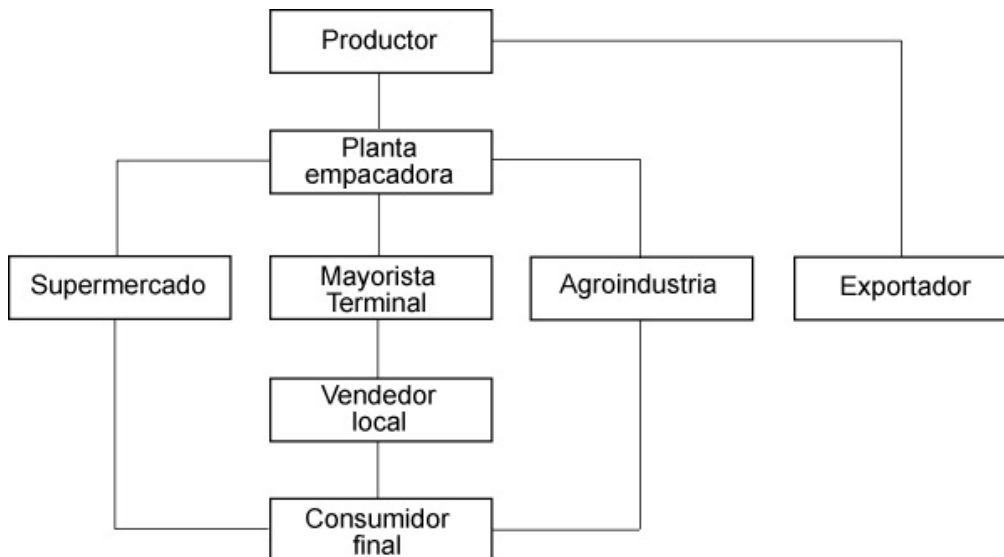 Productor
Planta
empacadora
Supermercado
Mayorista
Terminal
Agroindustria
Exportador
Vendedor
local
Consumidor
final